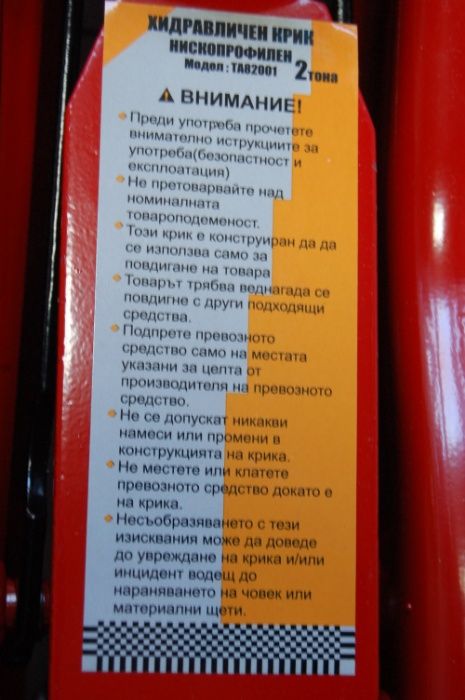 ХИДРАВЛИЧЕН КРИК
НИСКОПРОФИЛЕН
Модел : TA82001 2 тона
ВНИМАНИЕ!
Преди употреба прочетете
внимателно иструкциите за
употреба(безопастност и
експлоатация)
Не претоварвайте над
номиналната
товароподеменост.
Този крик е конструиран да да
се използва само за
повдигане на товара
Товарът трябва веднагада се
повдигне с други подходящи
средства.
Подпрете превозното
средство само на местата
указани за целта от
производителя на превозното
средство.
Не се допускат никакви
намеси или промени в
конструкцията на крика.
Не местете или клатете
превозното средство докато е
на крика.
Несъобразяването с тези
изисквания може да доведе
до увреждане на крика и/или
инцидент водещ до
нараняването на човек или
материални щети.